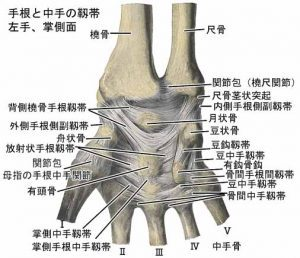 手根と中手の靱帯
左手、掌側面
橈骨
尺骨
関節包（橈尺関節）
尺骨茎状突起
内側手根側副靱帯
月状骨
豆状骨
豆鈎靱帯
豆中手靱帯
有鈎骨鈎
骨間手根間靱帯
豆中手靱帯
骨間中手靱帯
背側橈骨手根靱帯
外側手根側副靱帯
舟状骨
放射状手根靱帯
関節包
母指の手根中手関節
有頭骨
掌側中手靱帯
掌側手根中手靱帯
I
II
III
IV
V
中手骨